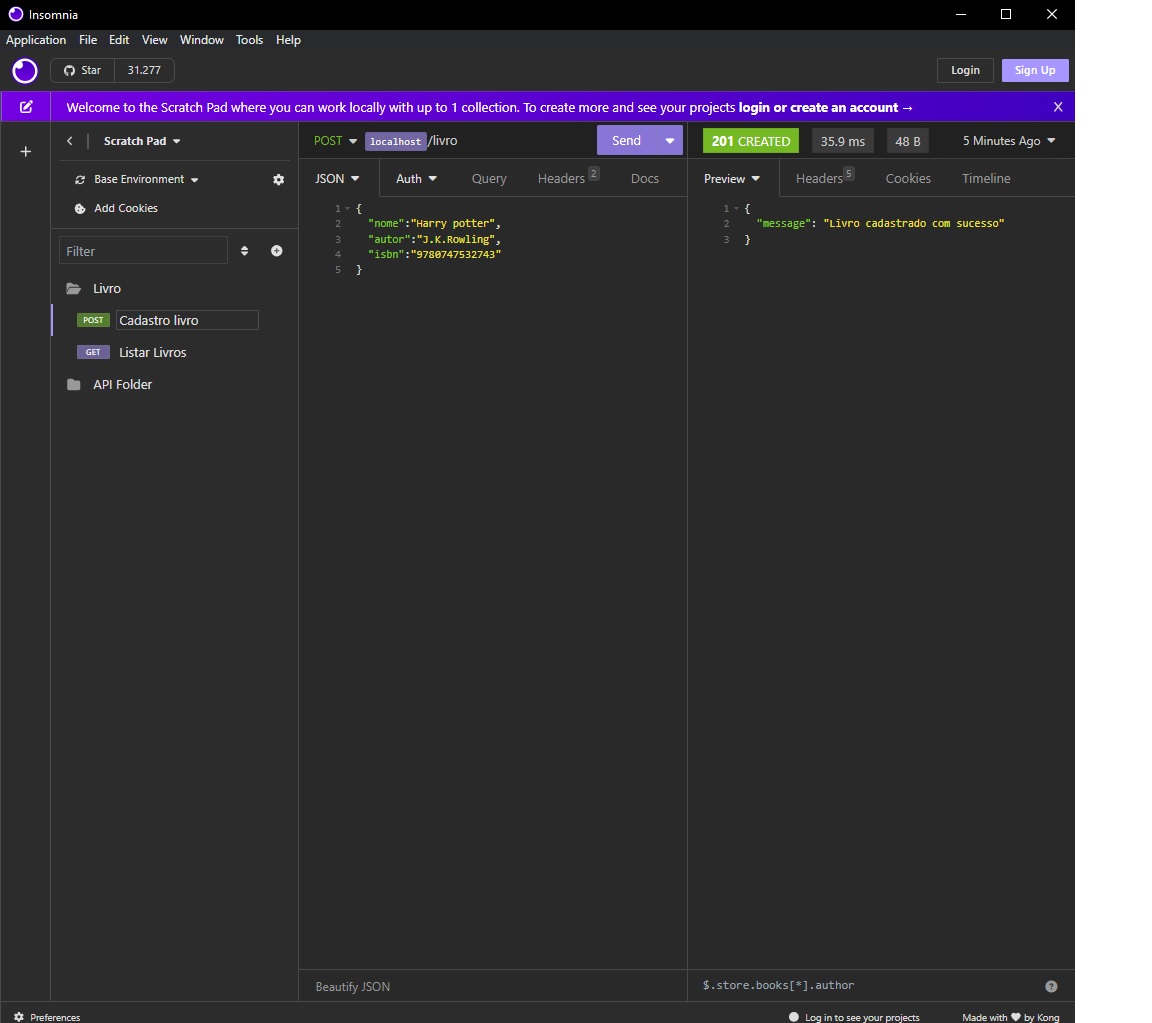 Insomnia
Application File Edit View Window Tools Help
Star 31.277 Login Sign Up
Welcome to the Scratch Pad where you can work locally with up to 1 collection. To create more and see your projects login or create an account → X
+
Scratch Pad
Base Environment
Add Cookies
Filter
Livro
POST Cadastro livro
GET Listar Livros
API Folder
POST localhost/livro Send
JSON Auth Query Headers 2 Docs
1 {
2 "nome":"Harry potter",
3 "autor":"J.K.Rowling",
4 "isbn":"9780747532743"
5 }
Beautify JSON
201 CREATED 35.9 ms 48 B 5 Minutes Ago
Preview Headers 5 Cookies Timeline
1 {
2 "message": "Livro cadastrado com sucesso"
3 }
$.store.books[*].author ?
Preferences Log in to see your projects Made with ♥ by Kong